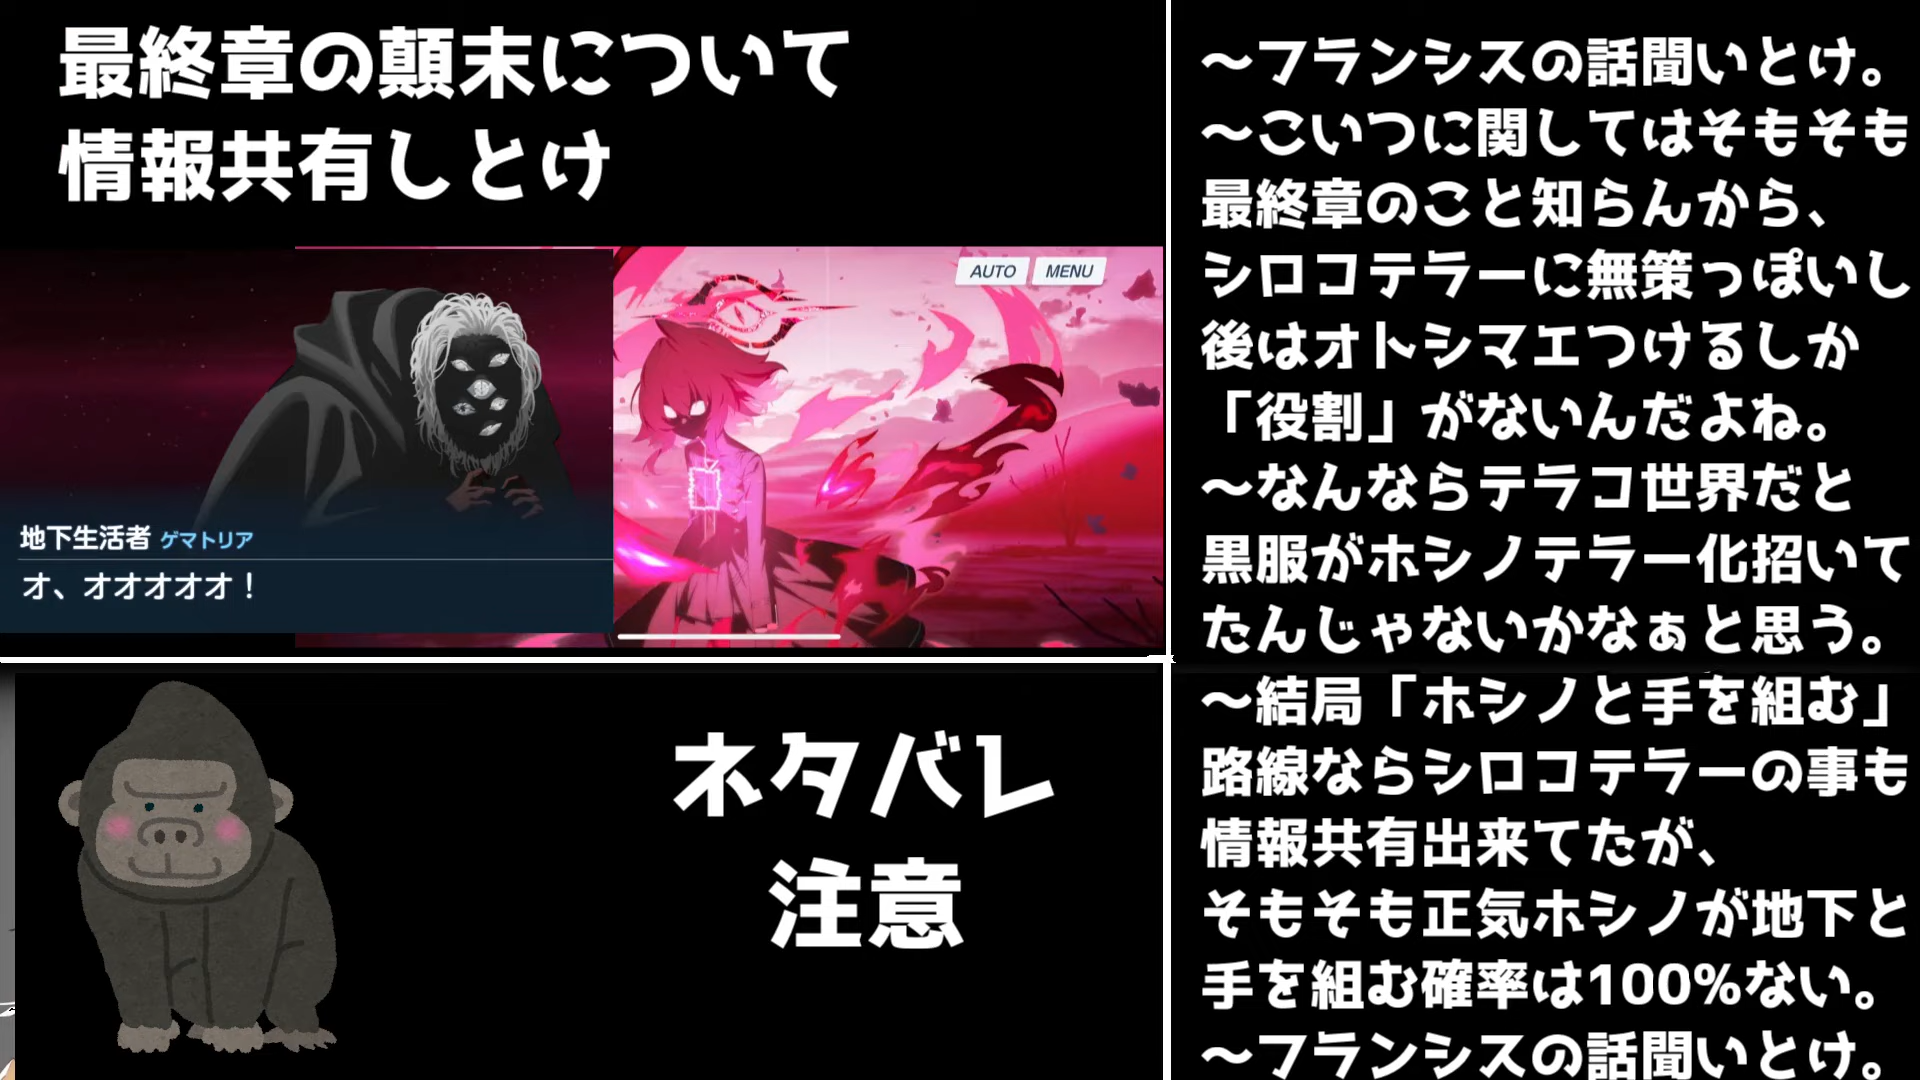 最終章の顛末について
情報共有しとけ
AUTO
MENU
地下生活者 ゲマトリア
オ、オオオオオ！
ネタバレ
注意
～フランシスの話聞いとけ。
～こいつに関してはそもそも
最終章のこと知らんから、
シロコテラーに無策っぽいし
後はオトシマエつけるしか
「役割」がないんだよね。
～なんならテラコ世界だと
黒服がホシノテラー化招いて
たんじゃないかなぁと思う。
～結局「ホシノと手を組む」
路線ならシロコテラーの事も
情報共有出来てたが、
そもそも正気ホシノが地下と
手を組む確率は100%ない。
～フランシスの話聞いとけ。